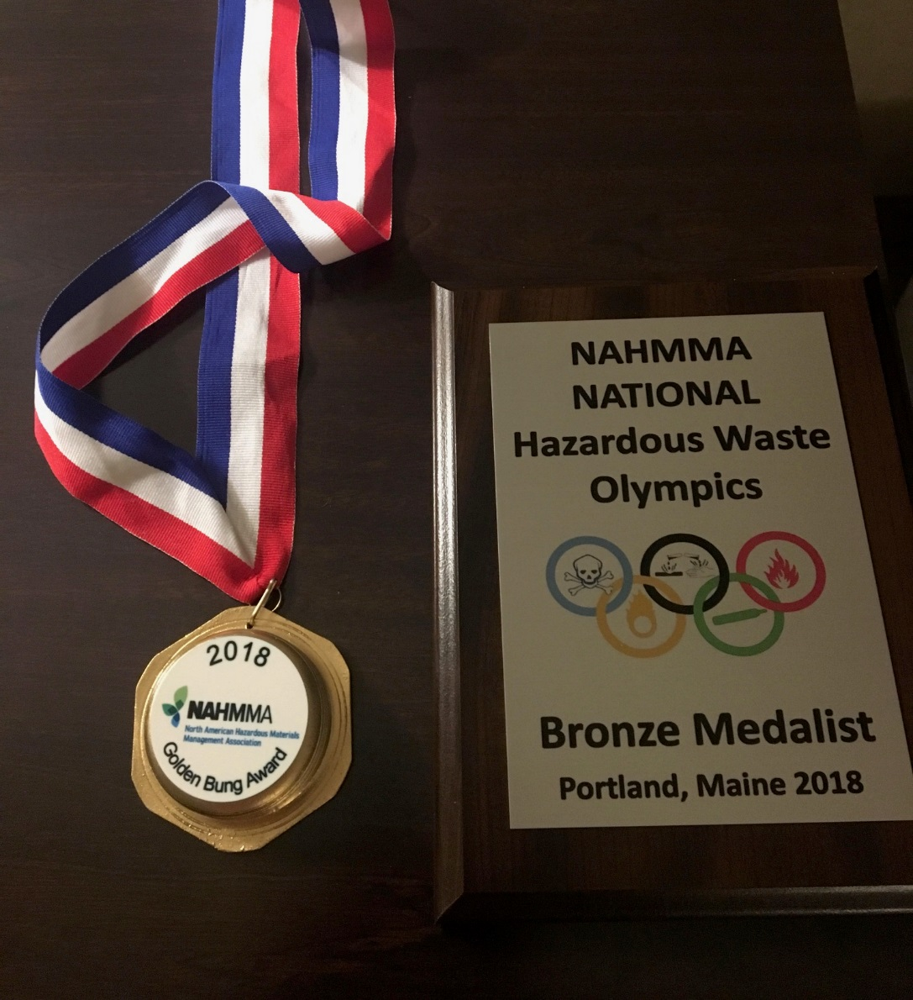 2018
NAHMMA
North American Hazardous Materials
Management Association
Golden Bung Award
NAHMMA
NATIONAL
Hazardous Waste
Olympics
Bronze Medalist
Portland, Maine 2018